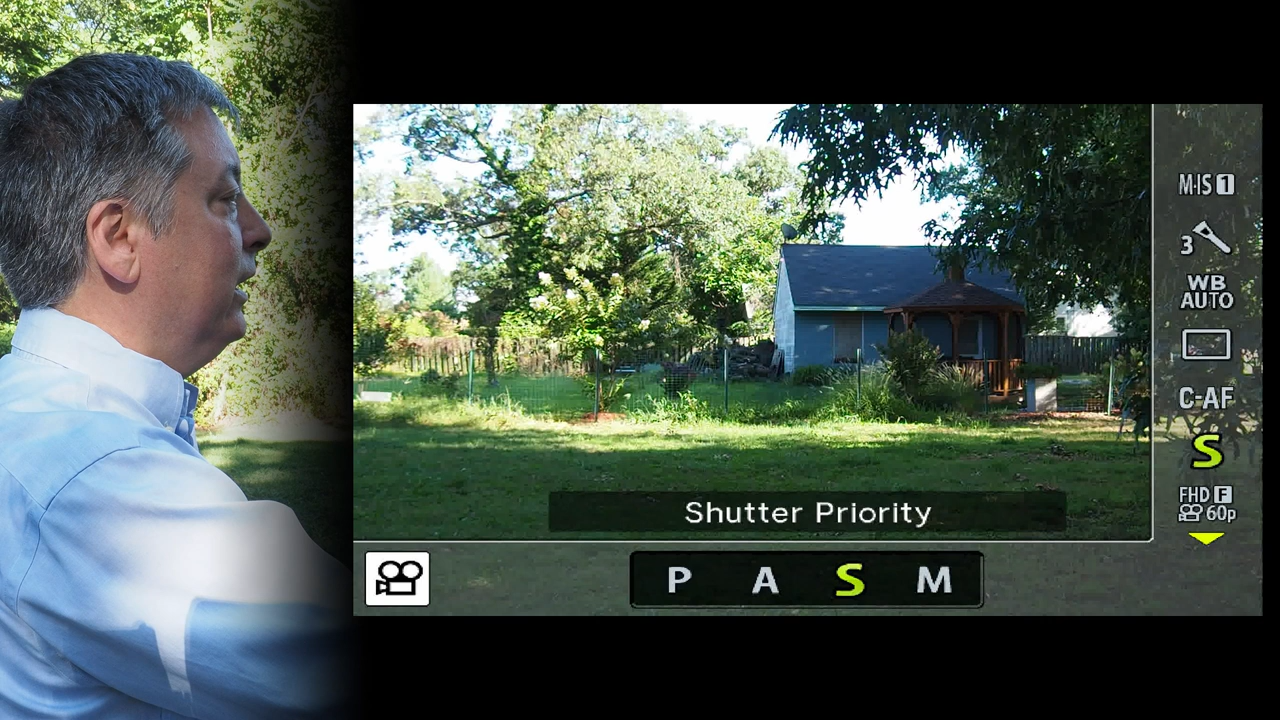 M-IS 1
3
WB
AUTO
C-AF
S
FHD F
60p
Shutter Priority
P A S M